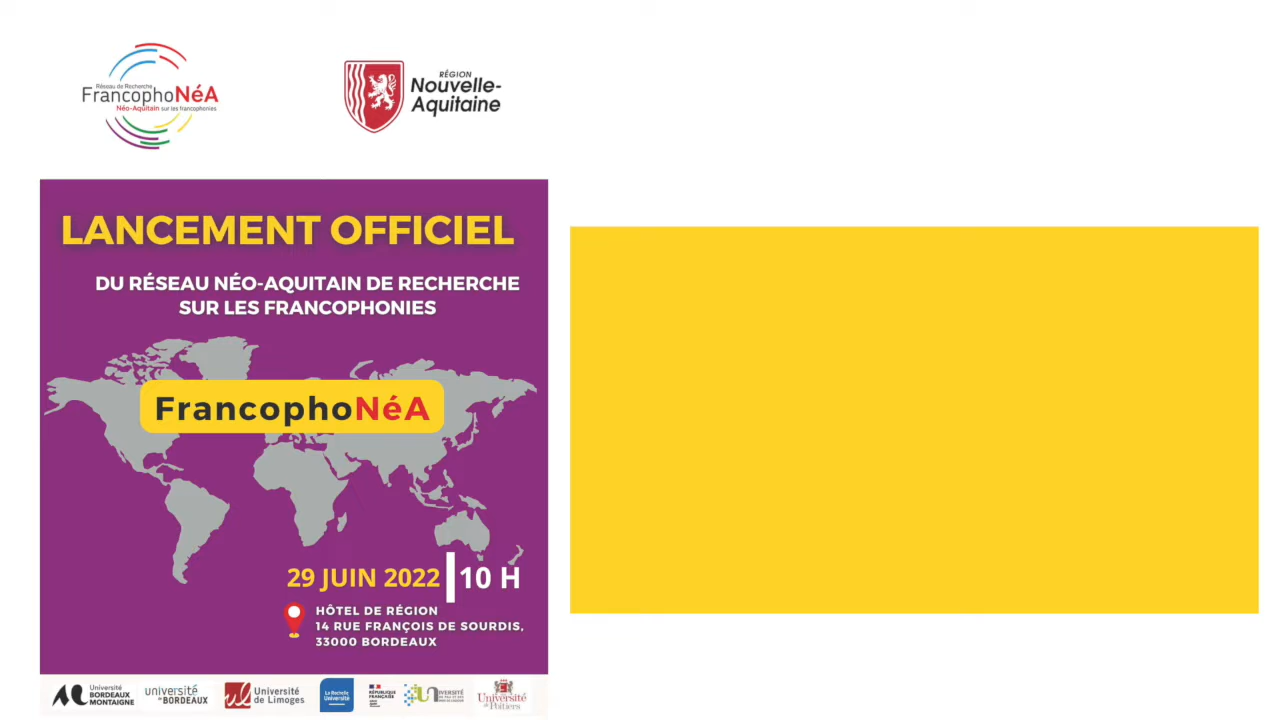 Réseau de Recherche
FrancophoNéA
Néo-Aquitain sur les francophonies
RÉGION
Nouvelle-
Aquitaine
LANCEMENT OFFICIEL
DU RÉSEAU NÉO-AQUITAIN DE RECHERCHE
SUR LES FRANCOPHONIES
FrancophoNéA
29 JUIN 2022
10 H
HÔTEL DE RÉGION
14 RUE FRANÇOIS DE SOURDIS,
33000 BORDEAUX
Université
BORDEAUX
MONTAIGNE
université
de BORDEAUX
Université
de Limoges
La Rochelle
Université
RÉPUBLIQUE
FRANÇAISE
Université
de Poitiers